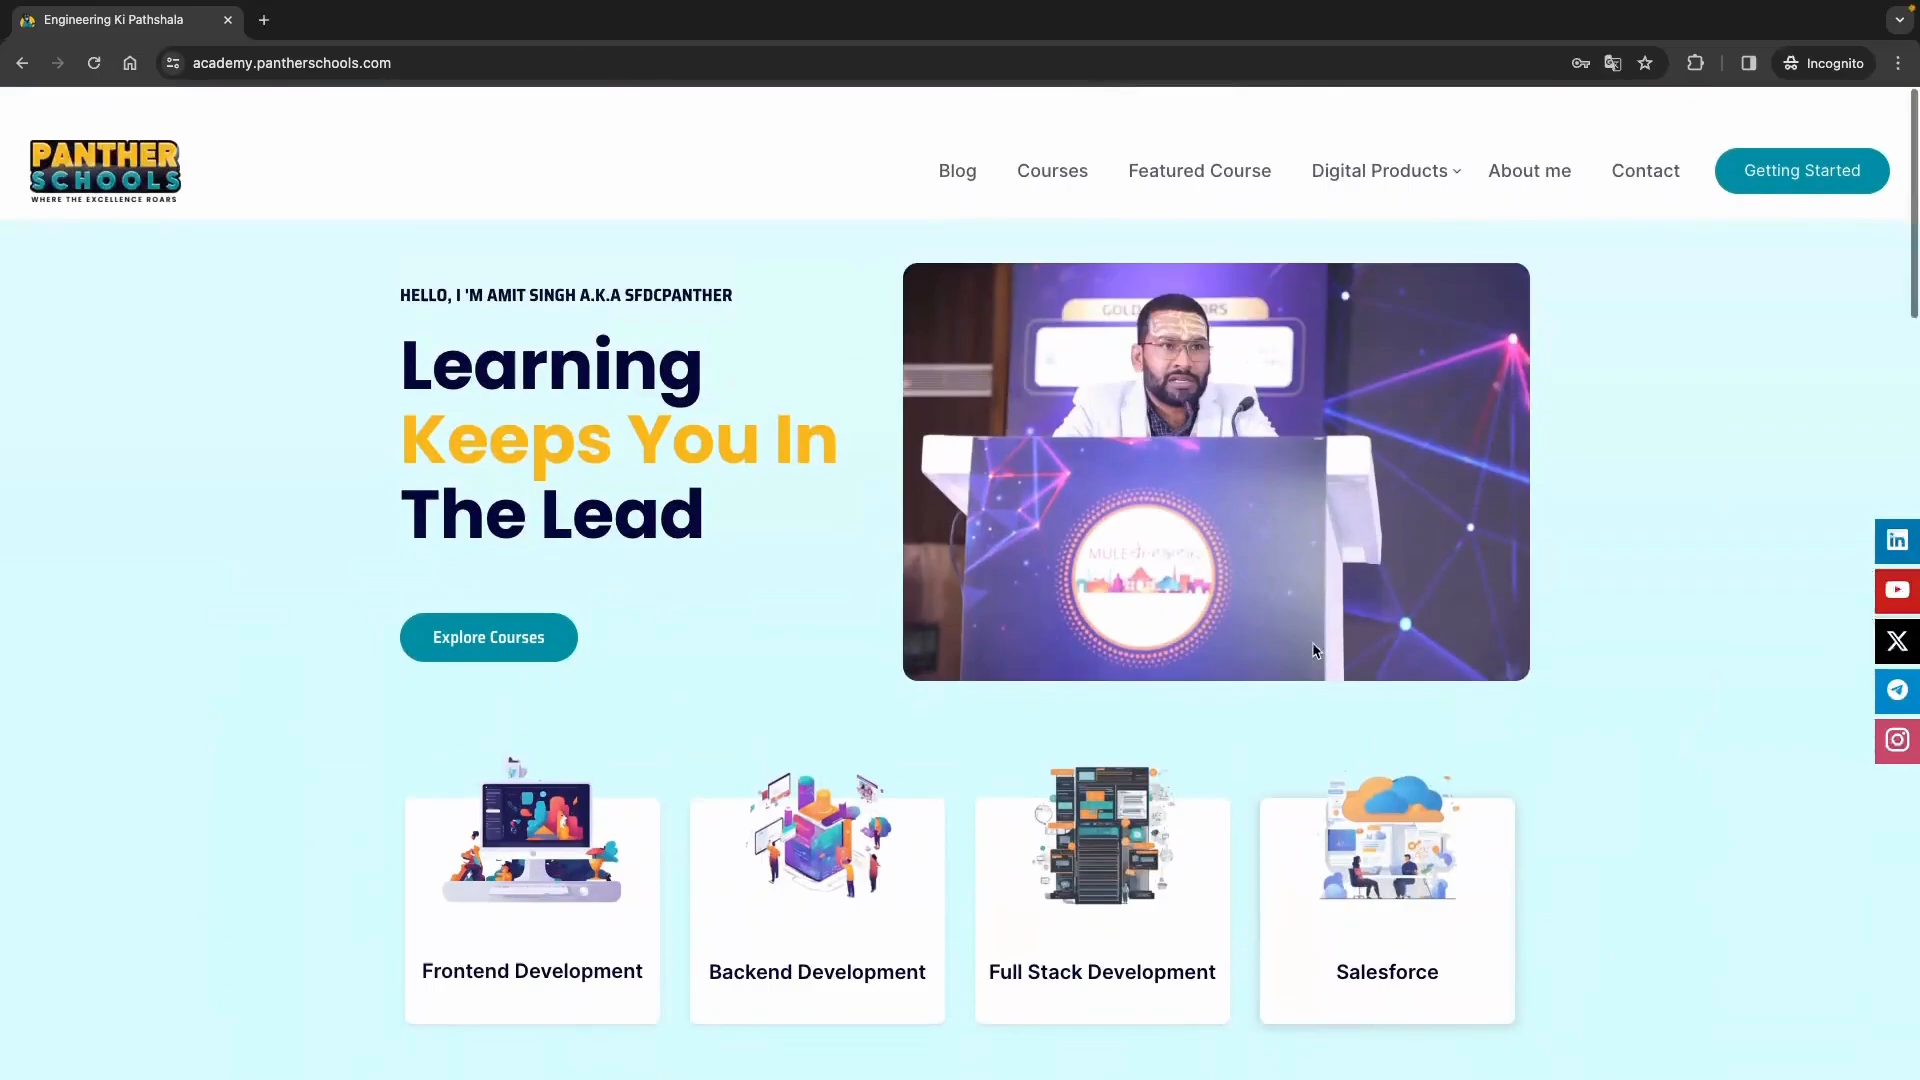 Engineering Ki Pathshala
academy.pantherschools.com
Incognito
PANTHER
SCHOOLS
WHERE THE EXCELLENCE ROARS
Blog
Courses
Featured Course
Digital Products
About me
Contact
Getting Started
HELLO, I 'M AMIT SINGH A.K.A SFDCPANTHER
Learning
Keeps You In
The Lead
Explore Courses
Frontend Development
Backend Development
Full Stack Development
Salesforce